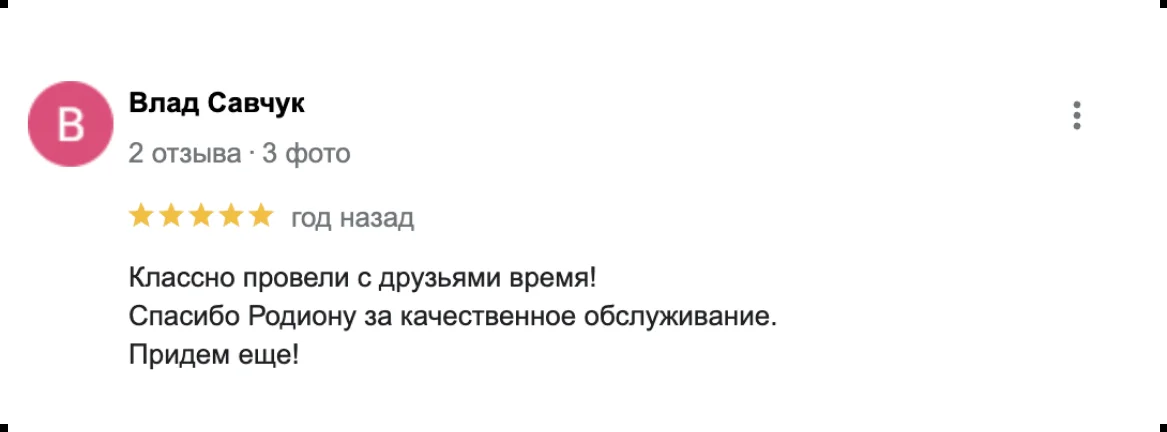 В
Влад Савчук
2 отзыва · 3 фото
год назад
Классно провели с друзьями время!
Спасибо Родиону за качественное обслуживание.
Придем еще!